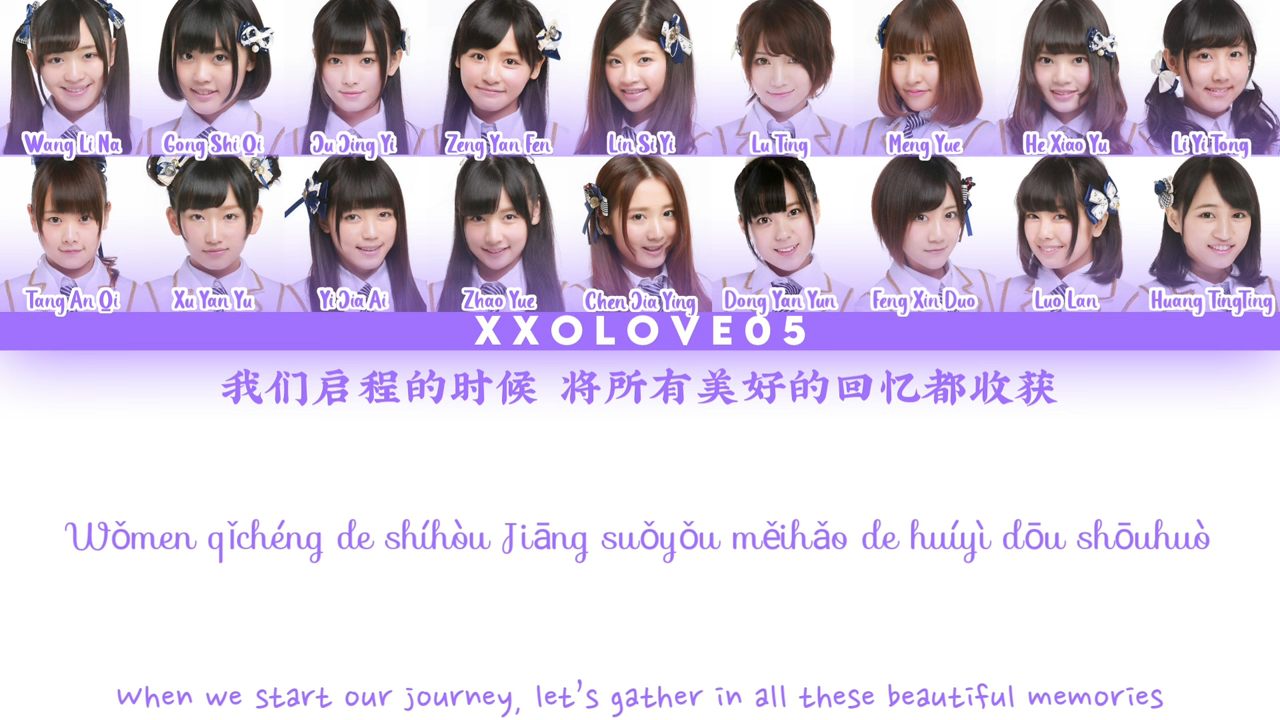 Wang Li Na Gong Shi Qi Ju Jing Yi Zeng Yan Fen Lin Si Yi Lu Ting Meng Yue He Xiao Yu Li Yi Tong
Tang An Qi Xu Yan Yu Yi Jia Ai Zhao Yue Chen Jia Ying Dong Yan Yun Feng Xin Duo Luo Lan Huang TingTing
XXOLOVE05
我们启程的时候 将所有美好的回忆都收获
Wǒmen qǐchéng de shíhòu Jiāng suǒyǒu měihǎo de huíyì dōu shōuhuò
When we start our journey, let's gather in all these beautiful memories